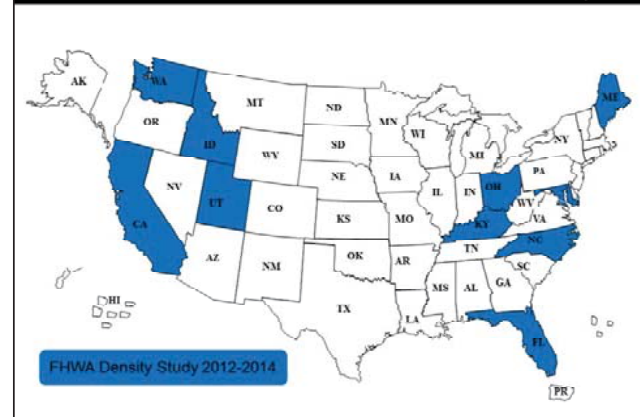 AK
WA
MT
ND
MN
ME
OR
ID
SD
WI
MI
NY
WY
NE
IA
PA
NV
UT
CO
IL
IN
OH
WV
VA
CA
KS
MO
KY
NC
AZ
NM
OK
AR
TN
SC
TX
LA
MS
AL
GA
FL
HI
PR
FHWA Density Study 2012-2014